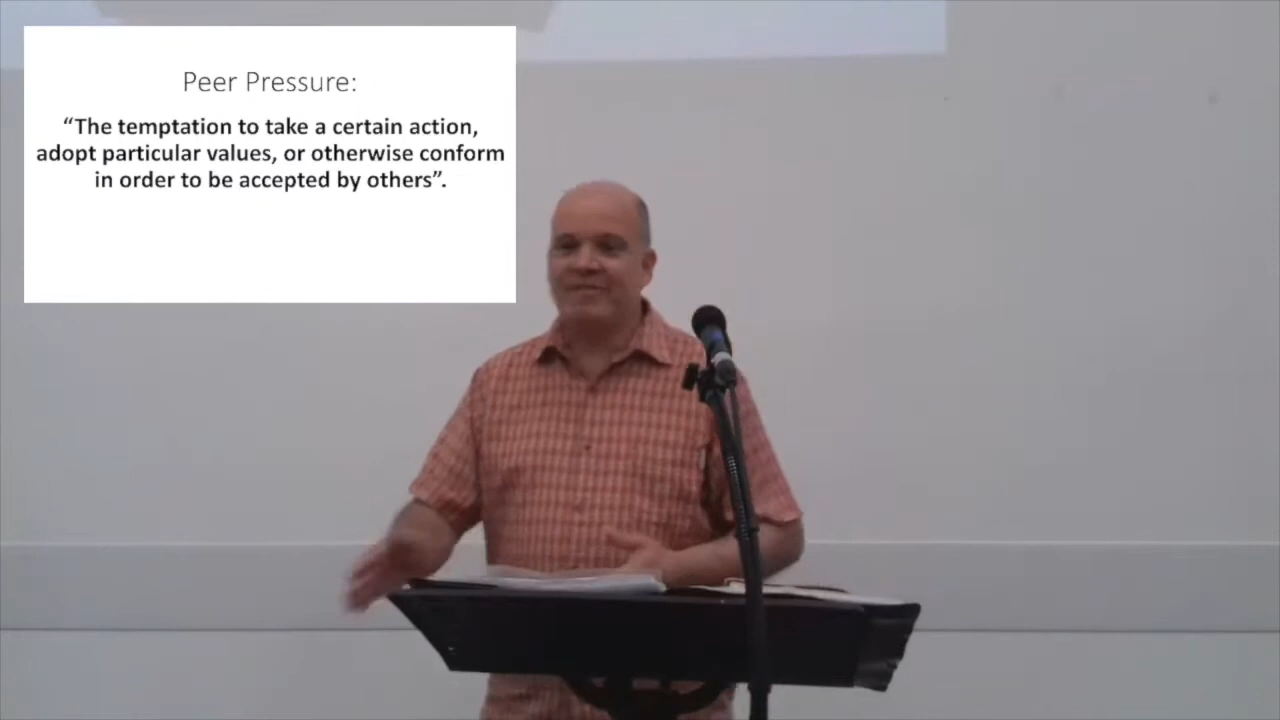 Peer Pressure:
“The temptation to take a certain action,
adopt particular values, or otherwise conform
in order to be accepted by others”.